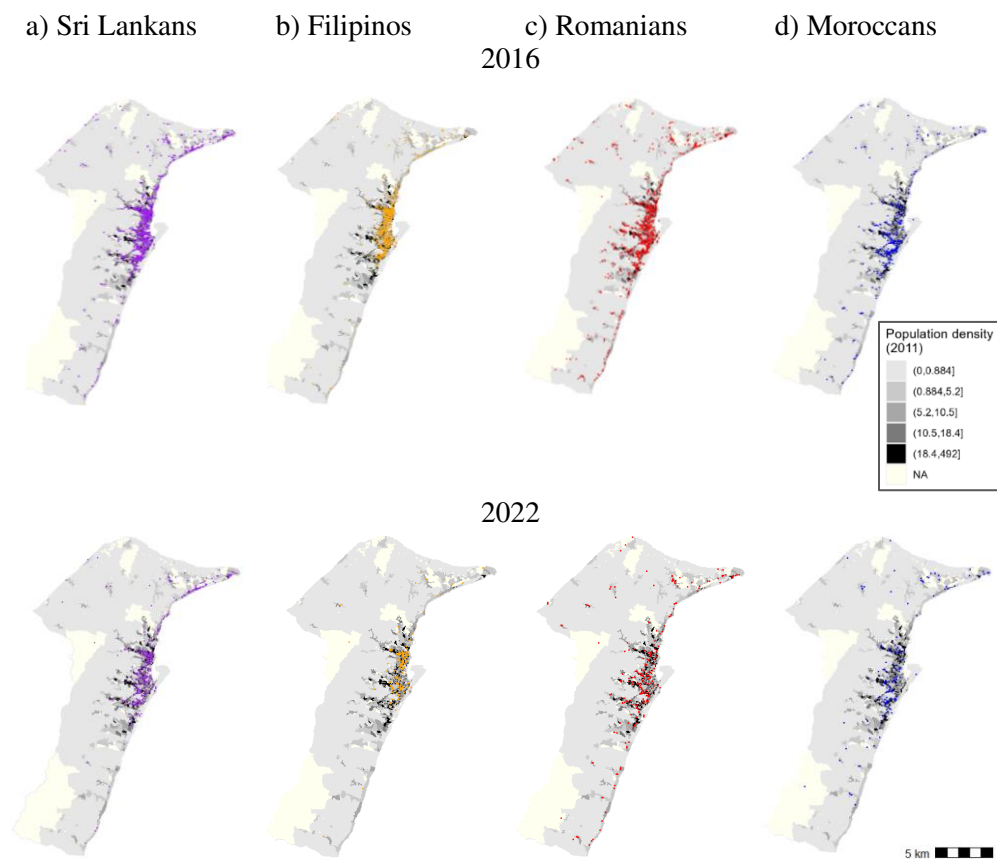 a) Sri Lankans b) Filipinos c) Romanians d) Moroccans
2016
Population density
(2011)
(0,0.884]
(0.884,5.2]
(5.2,10.5]
(10.5,18.4]
(18.4,492]
NA
2022
5 km